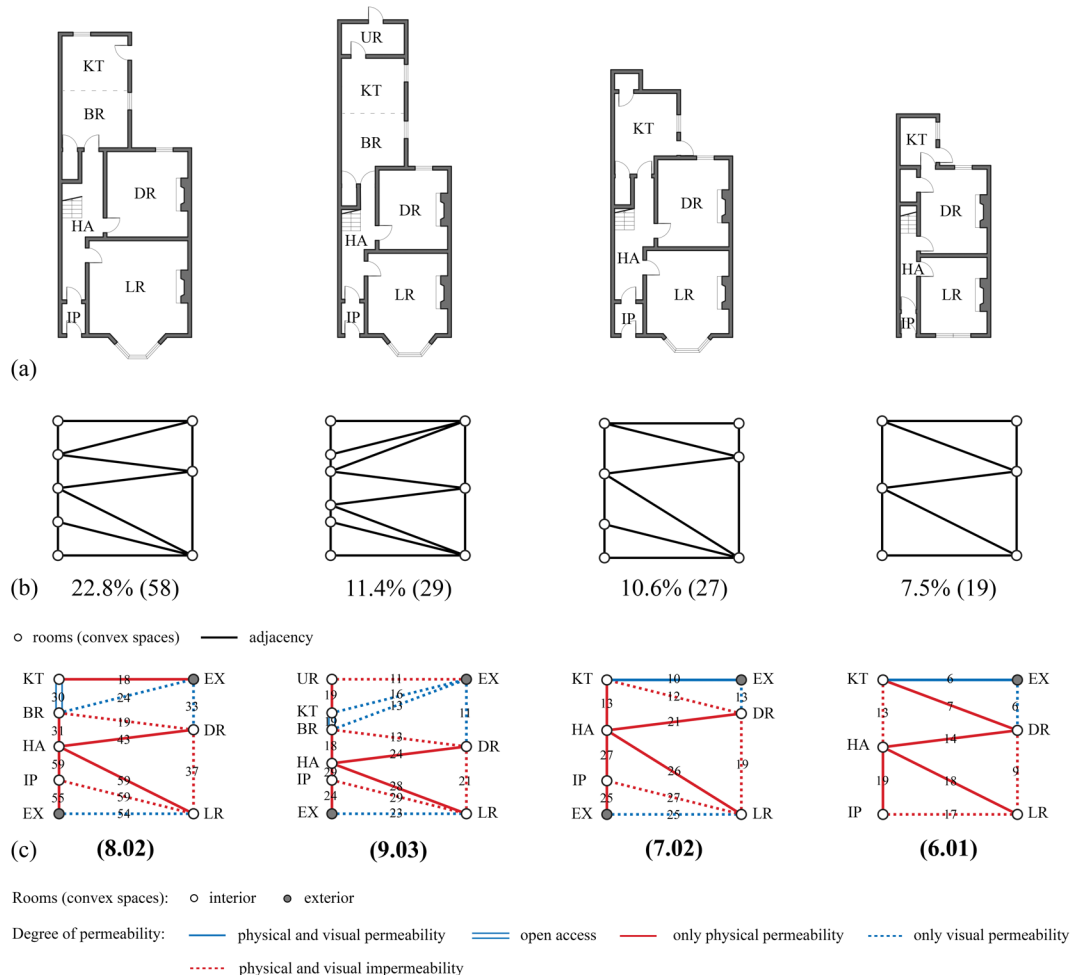 UR
KT
KT
KT
KT
BR
BR
DR
DR
DR
DR
HA
HA
HA
HA
LR
LR
LR
LR
IP
IP
IP
IP
(a)
(b) 22.8% (58) 11.4% (29) 10.6% (27) 7.5% (19)
rooms (convex spaces) adjacency
KT 18 EX
30 24 33
BR 19
31 43 DR
HA
59 59 37
IP 59
55
EX 54 LR
UR 11 EX
19 16
KT 13 11
19
BR 13
18 24 DR
HA
29 28 21
IP 29
24
EX 23 LR
KT 10 EX
12 13
13 DR
21
HA
27 26 19
IP 27
25
EX 25 LR
KT 6 EX
7 6
13 DR
14
HA
19 18 9
IP 17 LR
(c) (8.02) (9.03) (7.02) (6.01)
Rooms (convex spaces): interior exterior
Degree of permeability: physical and visual permeability open access only physical permeability only visual permeability
physical and visual impermeability